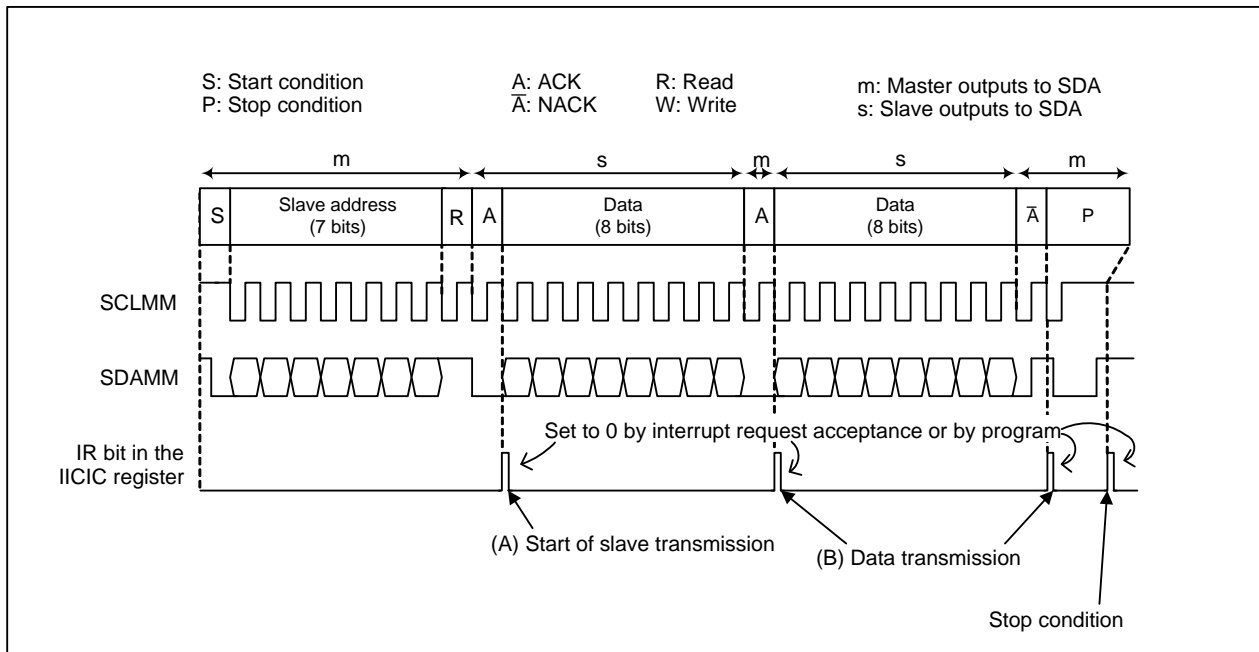 S: Start condition
P: Stop condition
A: ACK
A̅: NACK
R: Read
W: Write
m: Master outputs to SDA
s: Slave outputs to SDA
m s m s m
S Slave address (7 bits) R A Data (8 bits) A Data (8 bits) A̅ P
SCLMM
SDAMM
Set to 0 by interrupt request acceptance or by program
IR bit in the
IICIC register
(A) Start of slave transmission
(B) Data transmission
Stop condition